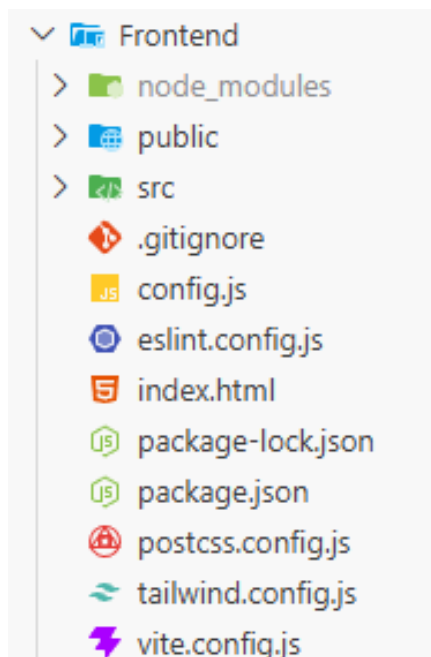 Frontend
node_modules
public
src
.gitignore
JS config.js
eslint.config.js
index.html
package-lock.json
package.json
postcss.config.js
tailwind.config.js
vite.config.js